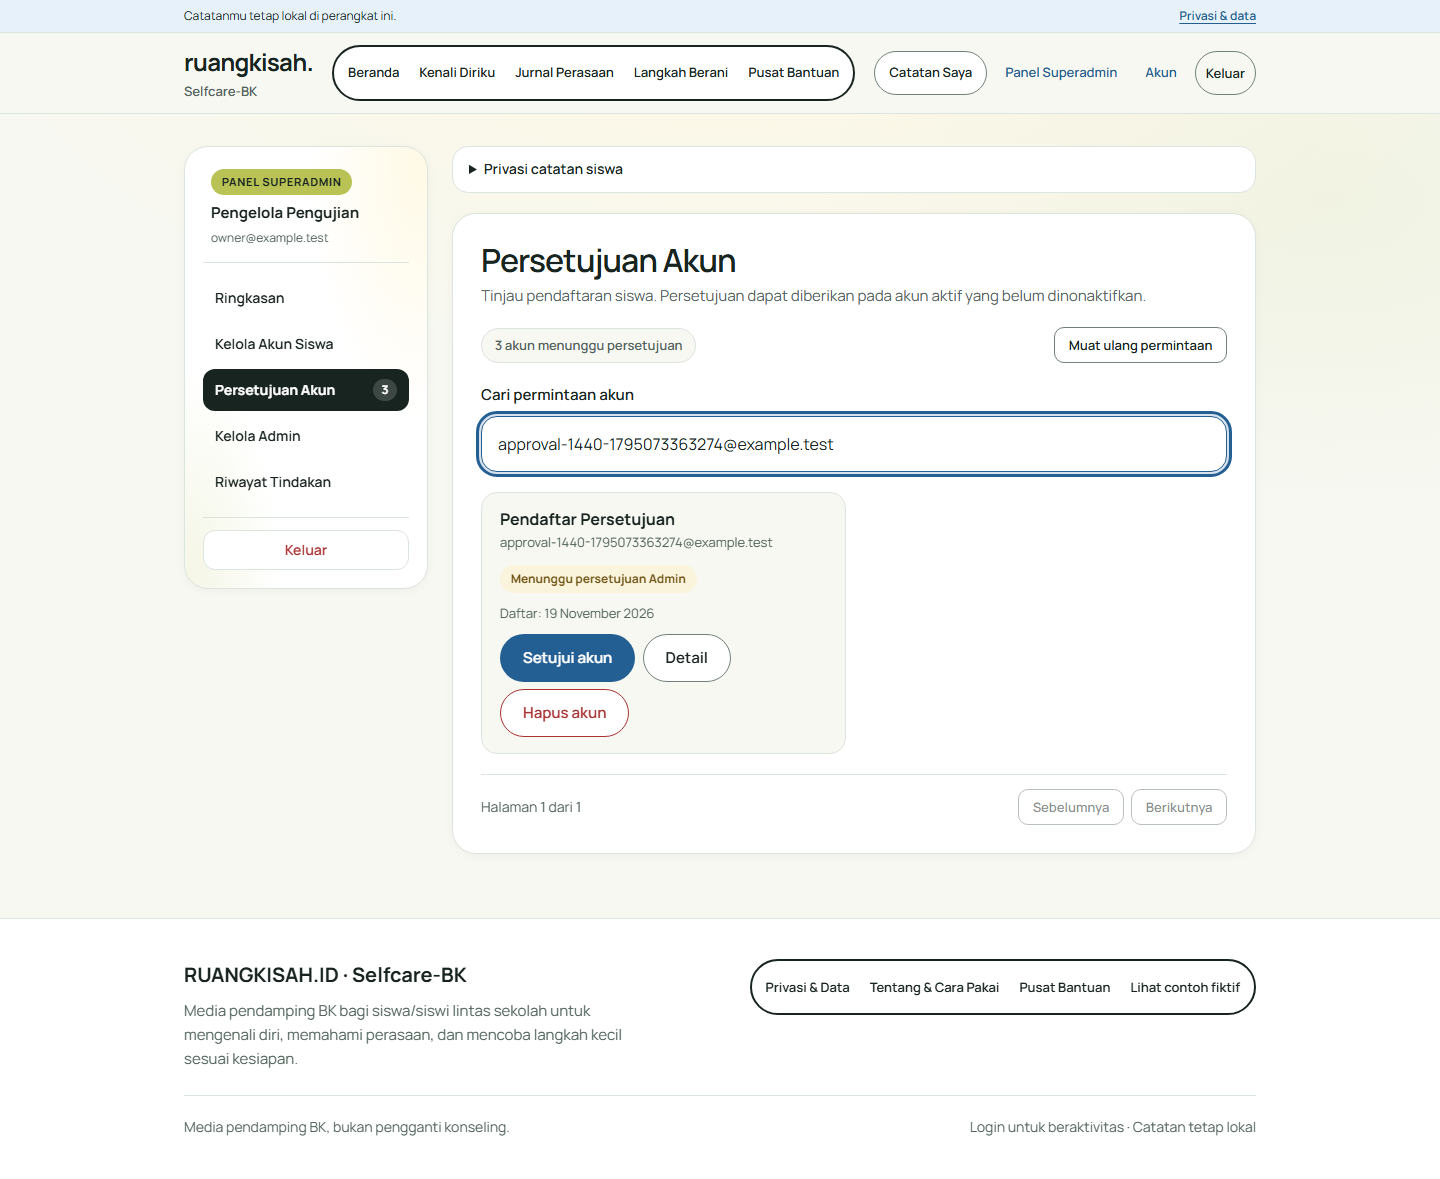 Catatanmu tetap lokal di perangkat ini.
Privasi & data
ruangkisah.
Selfcare-BK
Beranda
Kenali Diriku
Jurnal Perasaan
Langkah Berani
Pusat Bantuan
Catatan Saya
Panel Superadmin
Akun
Keluar
PANEL SUPERADMIN
Pengelola Pengujian
owner@example.test
Ringkasan
Kelola Akun Siswa
Persetujuan Akun 3
Kelola Admin
Riwayat Tindakan
Keluar
Privasi catatan siswa
Persetujuan Akun
Tinjau pendaftaran siswa. Persetujuan dapat diberikan pada akun aktif yang belum dinonaktifkan.
3 akun menunggu persetujuan
Muat ulang permintaan
Cari permintaan akun
approval-1440-1795073363274@example.test
Pendaftar Persetujuan
approval-1440-1795073363274@example.test
Menunggu persetujuan Admin
Daftar: 19 November 2026
Setujui akun
Detail
Hapus akun
Halaman 1 dari 1
Sebelumnya
Berikutnya
RUANGKISAH.ID · Selfcare-BK
Media pendamping BK bagi siswa/siswi lintas sekolah untuk
mengenali diri, memahami perasaan, dan mencoba langkah kecil
sesuai kesiapan.
Privasi & Data
Tentang & Cara Pakai
Pusat Bantuan
Lihat contoh fiktif
Media pendamping BK, bukan pengganti konseling.
Login untuk beraktivitas · Catatan tetap lokal